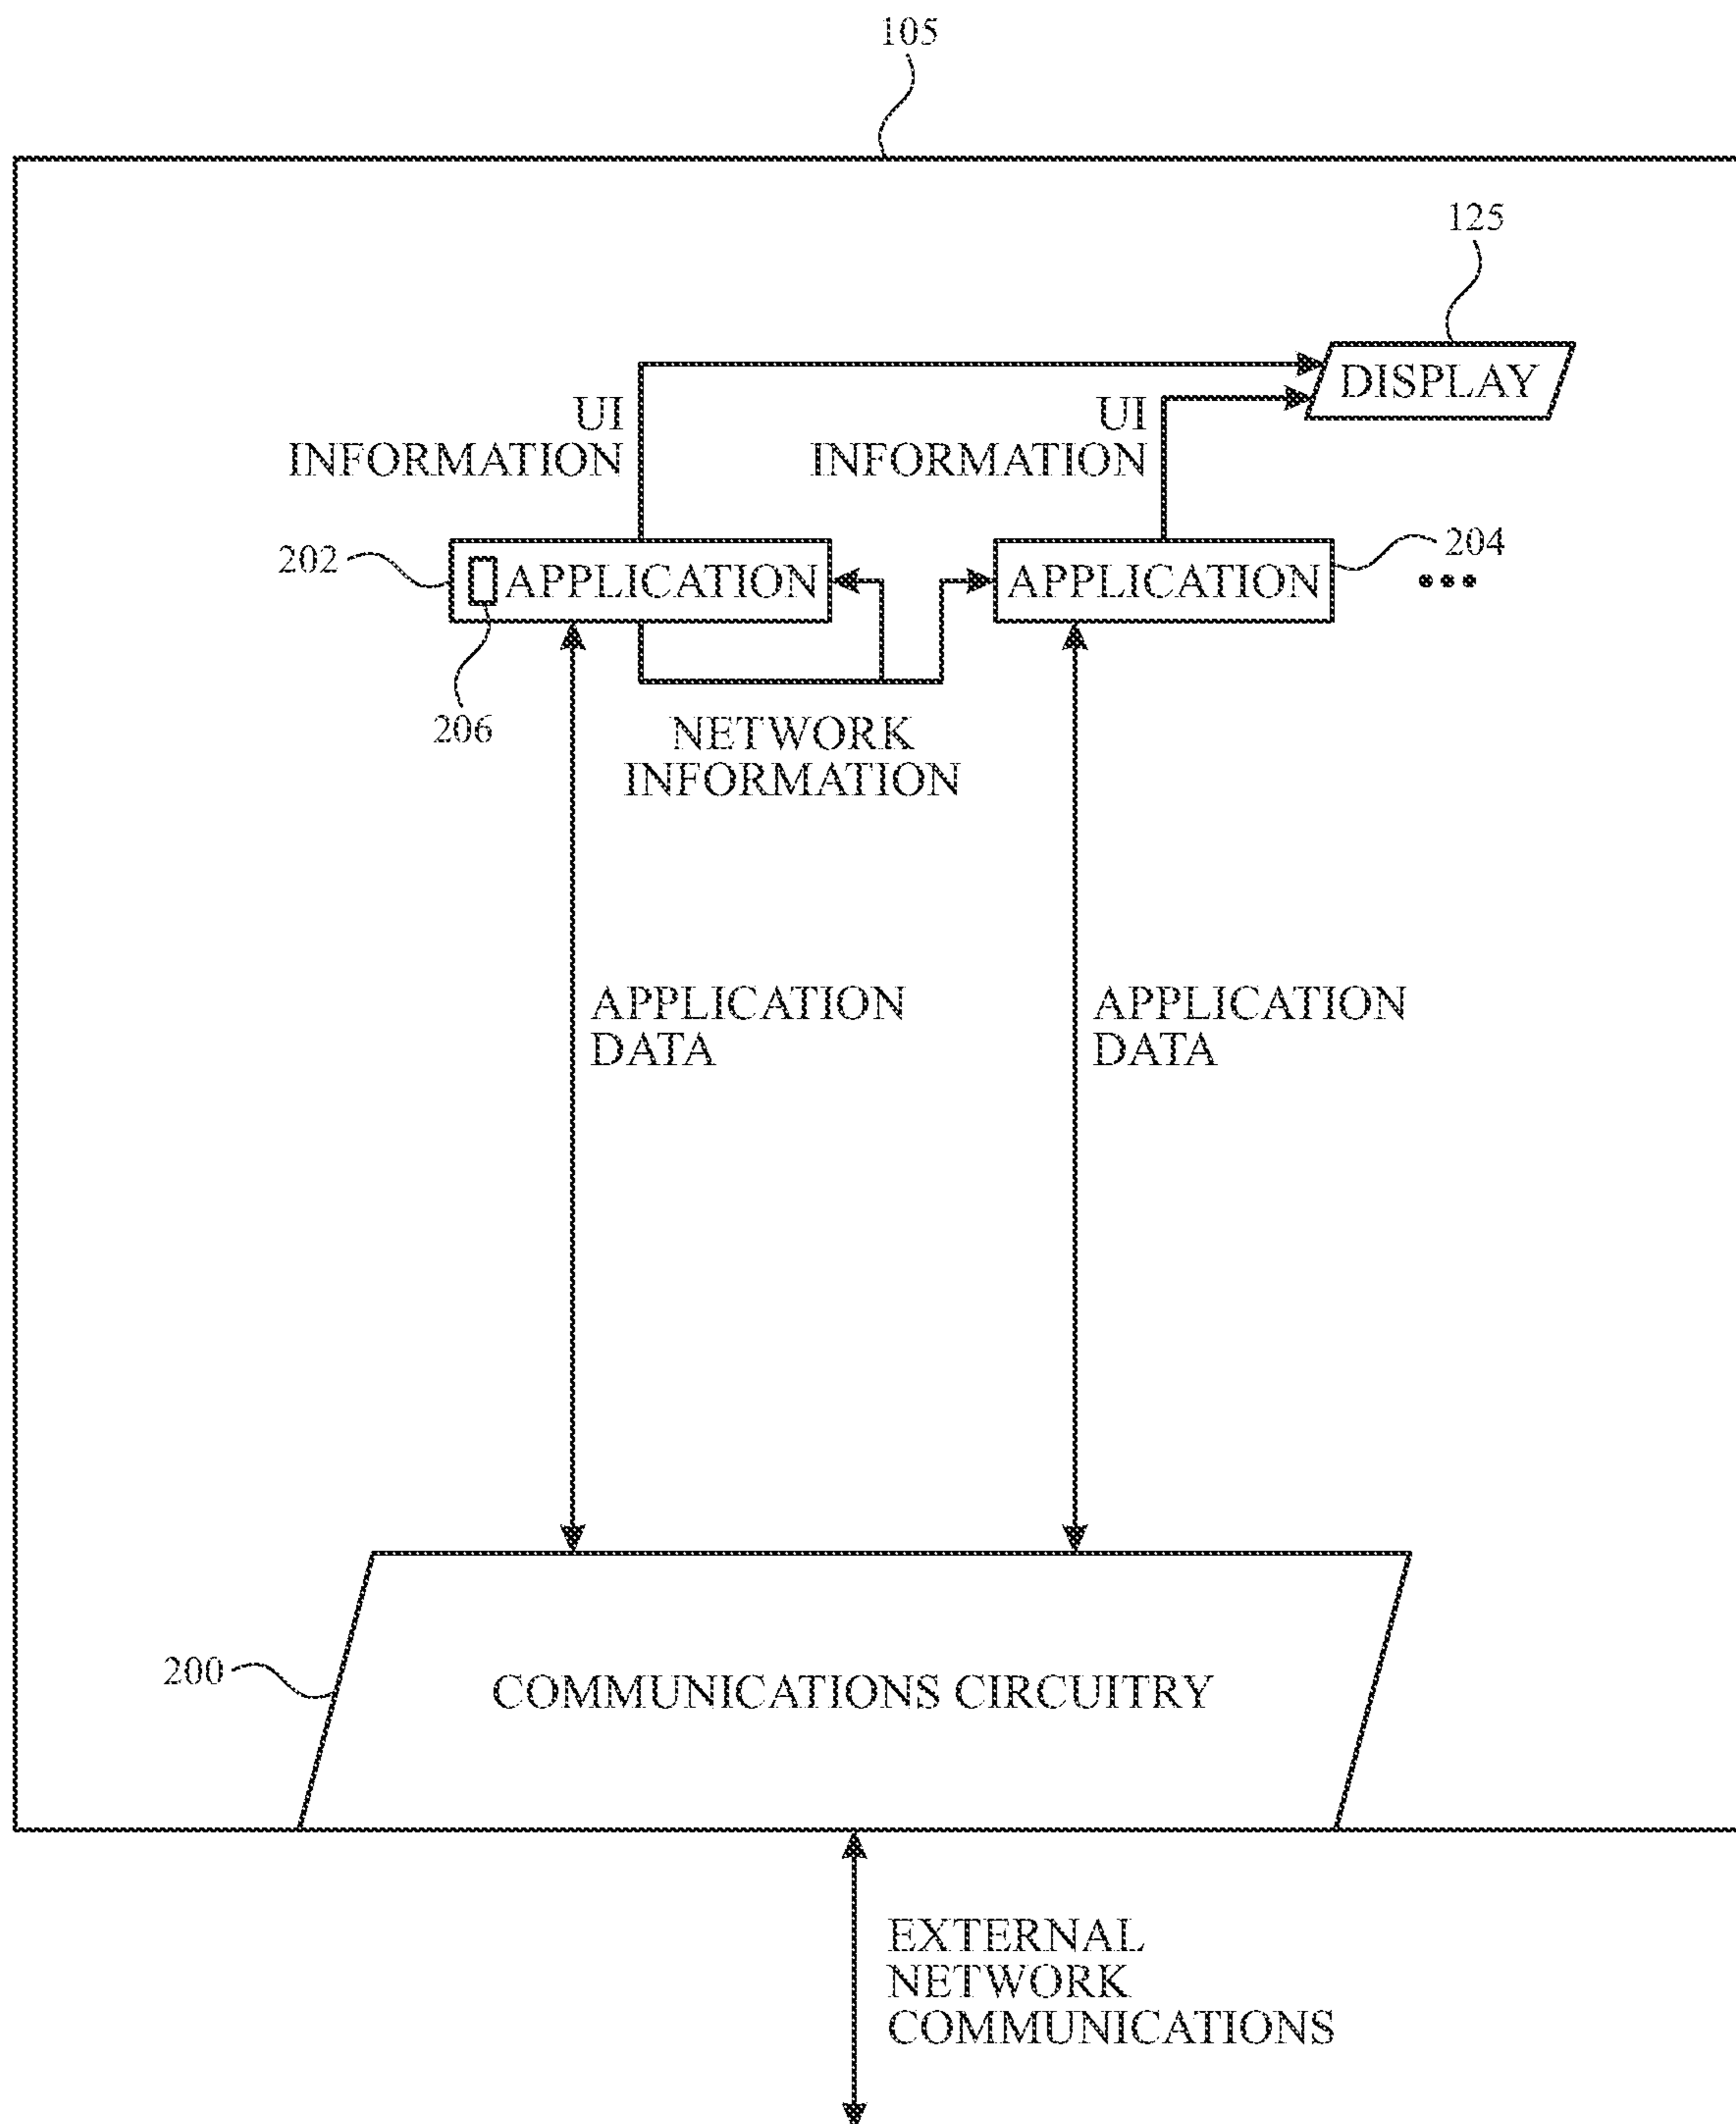 105
125
DISPLAY
UI
INFORMATION
UI
INFORMATION
202
APPLICATION
APPLICATION
204
206
NETWORK
INFORMATION
APPLICATION
DATA
APPLICATION
DATA
200
COMMUNICATIONS CIRCUITRY
EXTERNAL
NETWORK
COMMUNICATIONS